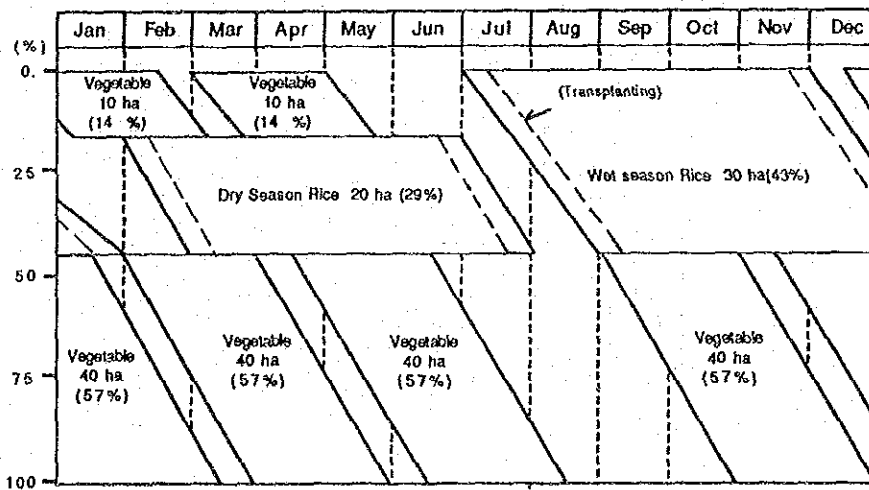 Jan Feb Mar Apr May Jun Jul Aug Sep Oct Nov Dec
(%)
0.
25
50
75
100
Vegetable
10 ha
(14 %)
Vegetable
10 ha
(14 %)
(Transplanting)
Dry Season Rice 20 ha (29%)
Wet season Rice 30 ha(43%)
Vegetable
40 ha
(57%)
Vegetable
40 ha
(57%)
Vegetable
40 ha
(57%)
Vegetable
40 ha
(57%)